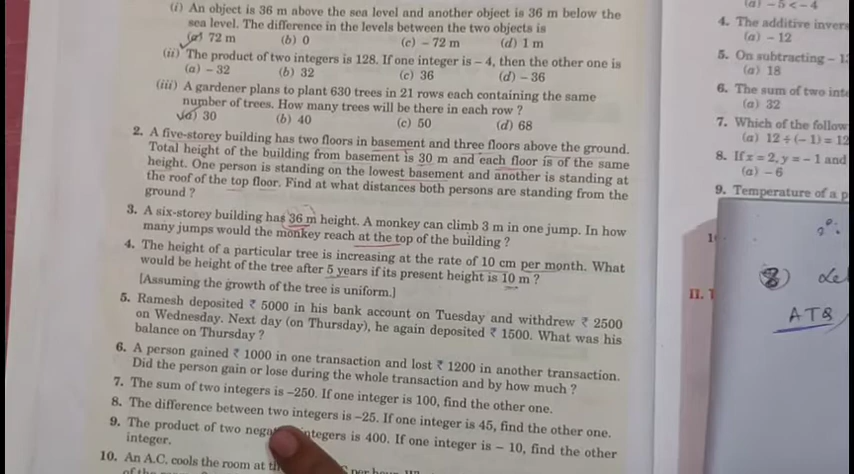 (i) An object is 36 m above the sea level and another object is 36 m below the
sea level. The difference in the levels between the two objects is
(a) 72 m (b) 0 (c) – 72 m (d) 1 m
(ii) The product of two integers is 128. If one integer is – 4, then the other one is
(a) – 32 (b) 32 (c) 36 (d) – 36
(iii) A gardener plans to plant 630 trees in 21 rows each containing the same
number of trees. How many trees will be there in each row ?
(a) 30 (b) 40 (c) 50 (d) 68
2. A five-storey building has two floors in basement and three floors above the ground.
Total height of the building from basement is 30 m and each floor is of the same
height. One person is standing on the lowest basement and another is standing at
the roof of the top floor. Find at what distances both persons are standing from the
ground ?
3. A six-storey building has 36 m height. A monkey can climb 3 m in one jump. In how
many jumps would the monkey reach at the top of the building ?
4. The height of a particular tree is increasing at the rate of 10 cm per month. What
would be height of the tree after 5 years if its present height is 10 m ?
[Assuming the growth of the tree is uniform.]
5. Ramesh deposited ₹ 5000 in his bank account on Tuesday and withdrew ₹ 2500
on Wednesday. Next day (on Thursday), he again deposited ₹ 1500. What was his
balance on Thursday ?
6. A person gained ₹ 1000 in one transaction and lost ₹ 1200 in another transaction.
Did the person gain or lose during the whole transaction and by how much ?
7. The sum of two integers is –250. If one integer is 100, find the other one.
8. The difference between two integers is –25. If one integer is 45, find the other one.
9. The product of two integers is 400. If one integer is – 10, find the other
integer.
10. An A.C. cools the room at
(a) – 5 < – 4
4. The additive
(a) – 12
5. On subtracting
(a) 18
6. The sum of two
(a) 32
7. Which of the
(a) 12 ÷ (– 1) = 12
8. If x = 2, y = – 1 and
(a) – 6
9. Temperature of a
II.
8)
ATQ